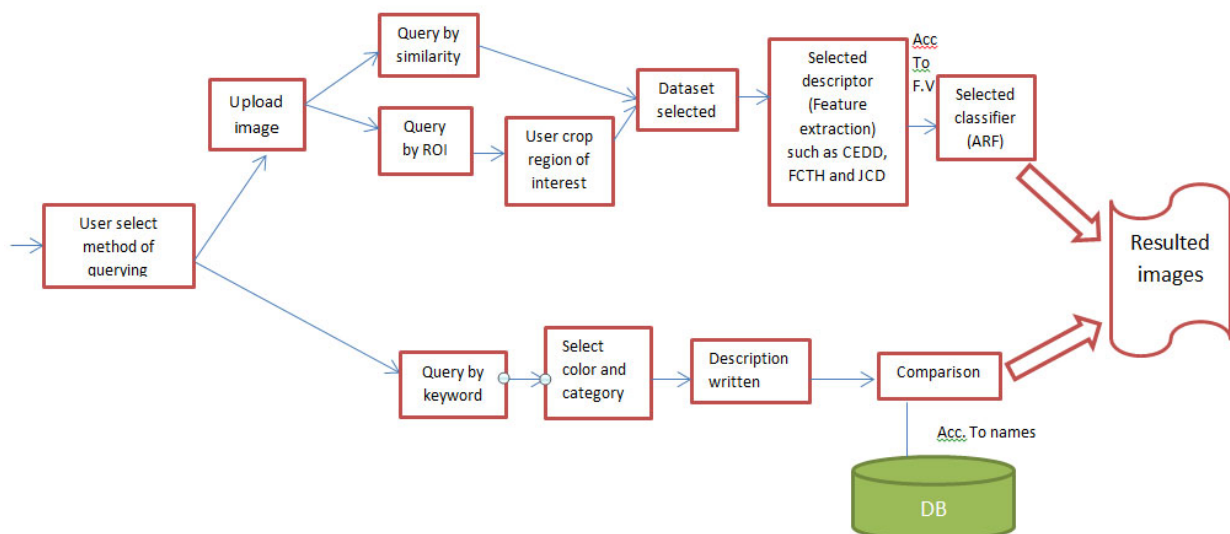 User select
method of
querying
Upload
image
Query by
similarity
Query
by ROI
User crop
region of
interest
Dataset
selected
Selected
descriptor
(Feature
extraction)
such as CEDD,
FCTH and JCD
Acc
To
F.V
Selected
classifier
(ARF)
Resulted
images
Query by
keyword
Select
color and
category
Description
written
Comparison
Acc. To names
DB